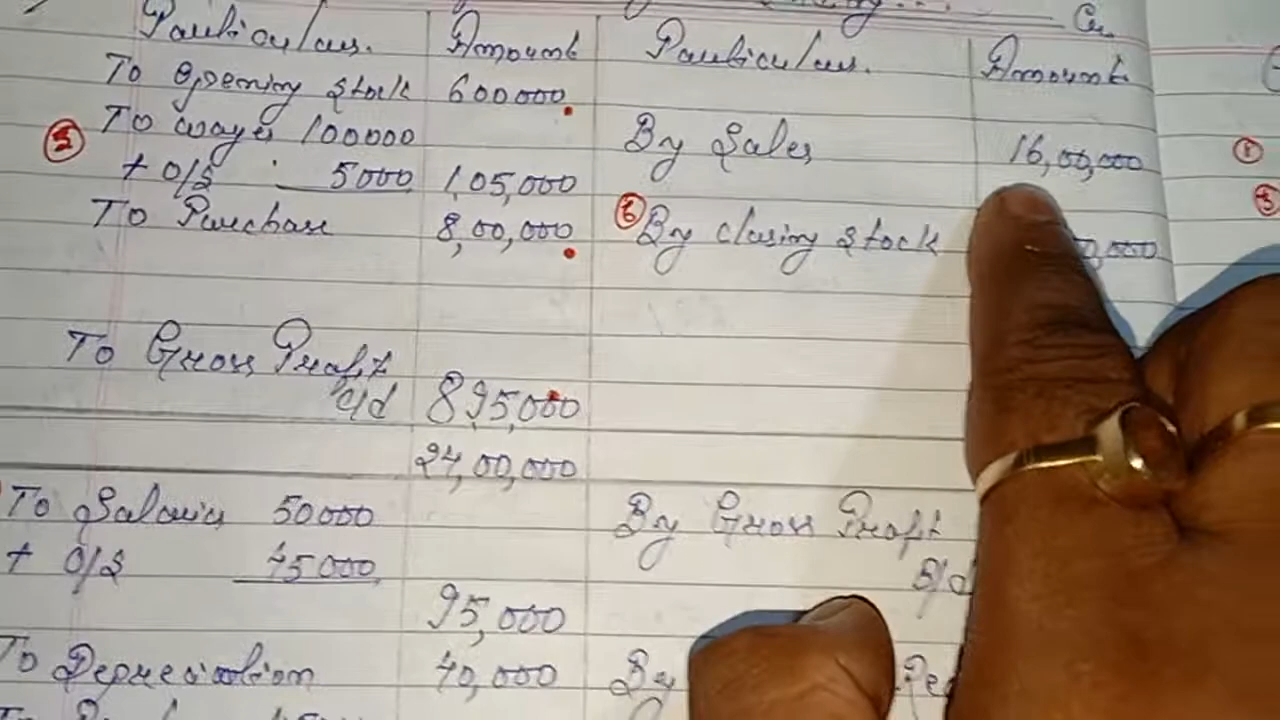 Cr.
Particulars. Amount Particulars. Amount
To Opening Stock 600000
To wages 100000 By Sales 16,00,000 1
5 + O/S 5000 1,05,000
To Purchase 8,00,000 6 By closing Stock
To Gross Profit
c/d 895,000
24,00,000
To Salaries 50000 By Gross Profit
+ O/S 45000 B/d
95,000
To Depreciation 40,000 By